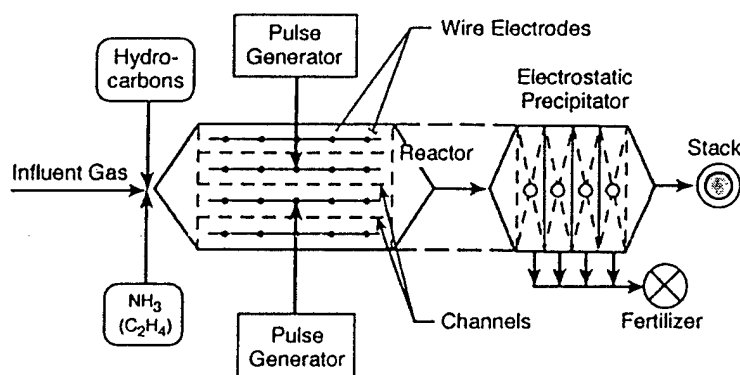 Hydro-
carbons
Pulse
Generator
Wire Electrodes
Electrostatic
Precipitator
Influent Gas
Reactor
Stack
NH3
(C2H4)
Pulse
Generator
Channels
Fertilizer